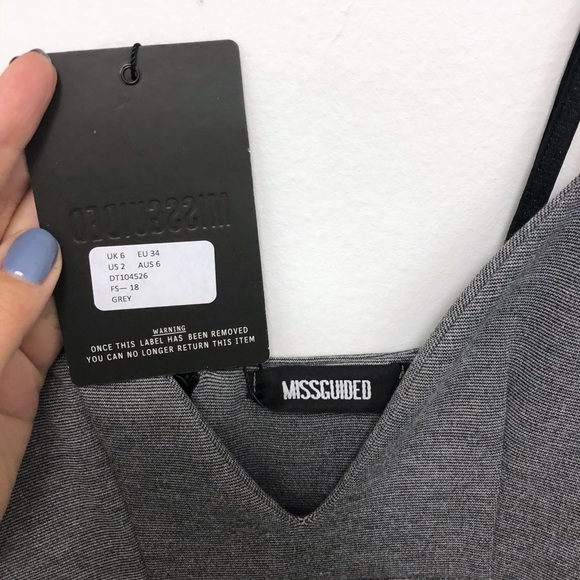 MISSGUIDED
UK 6 EU 34
US 2 AUS 6
DT104526
FS— 18
GREY
WARNING
ONCE THIS LABEL HAS BEEN REMOVED
YOU CAN NO LONGER RETURN THIS ITEM
MISSGUIDED